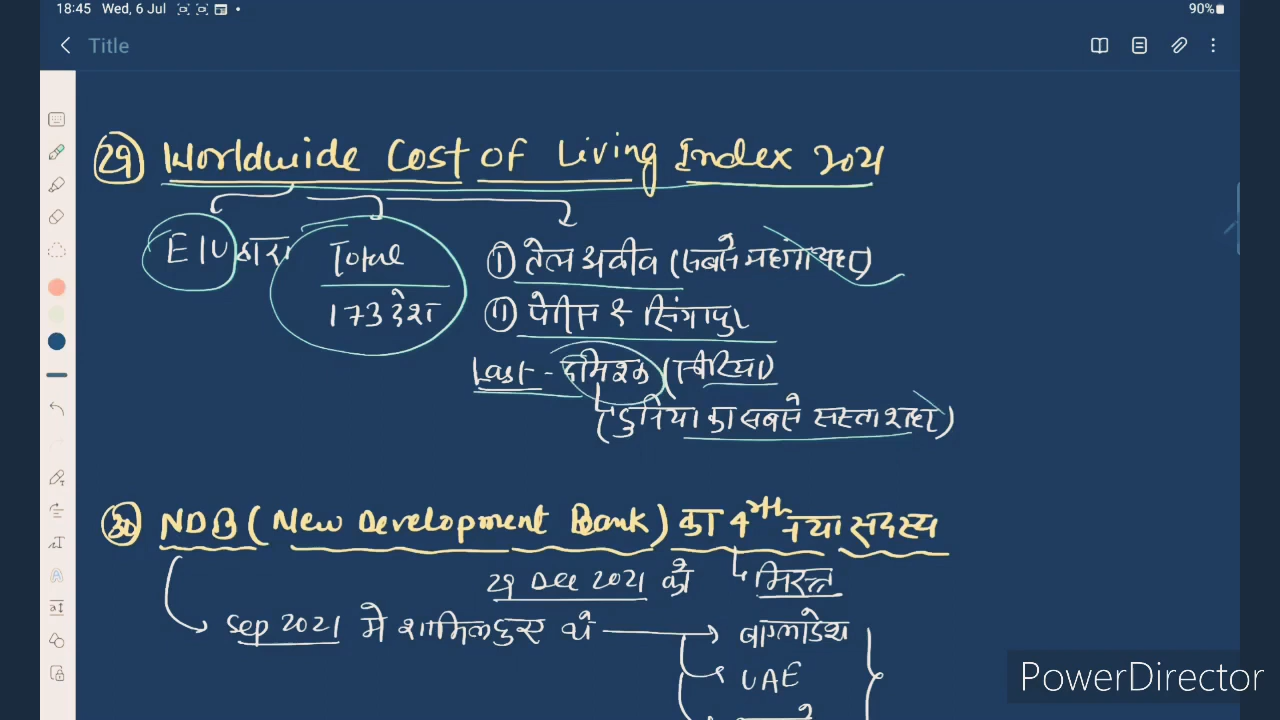 18:45 Wed, 6 Jul 90%
Title
29 Worldwide Cost of Living Index 2021
EIU द्वारा
Total
173 देश
① तेल अवीव (सबसे महंगा शहर)
② पेरिस & सिंगापुर
Last - दमिश्क (सीरिया)
(दुनिया का सबसे सस्ता शहर)
30 NDB (New Development Bank) का 4rth नया सदस्य
29 Dec 2021 को मिस्त्र
Sep 2021 मे शामिल हुए थे बांग्लादेश
UAE
PowerDirector